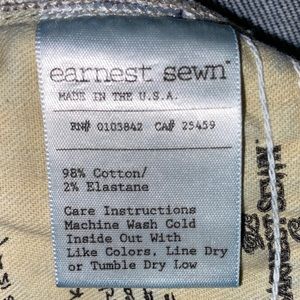 earnest sewn™
MADE IN THE U.S.A.
RN# 0103842 CA# 25459
98% Cotton/
2% Elastane
Care Instructions
Machine Wash Cold
Inside Out With
Like Colors, Line Dry
or Tumble Dry Low